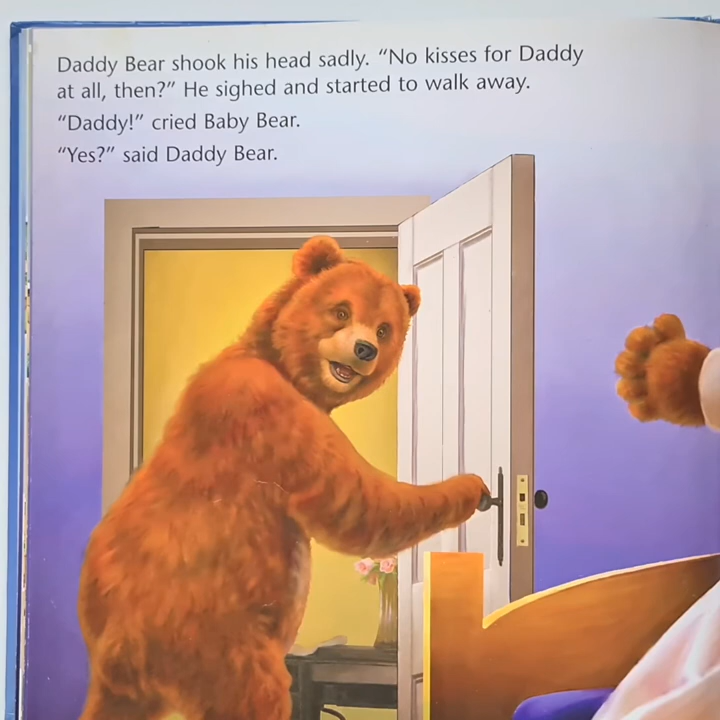 Daddy Bear shook his head sadly. “No kisses for Daddy
at all, then?” He sighed and started to walk away.
“Daddy!” cried Baby Bear.
“Yes?” said Daddy Bear.